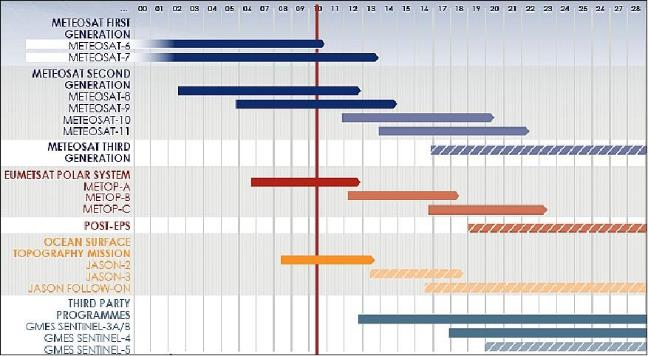 ... 00 01 02 03 04 05 06 07 08 09 10 11 12 13 14 15 16 17 18 19 20 21 22 23 24 25 26 27 28
METEOSAT FIRST
GENERATION
METEOSAT-6
METEOSAT-7
METEOSAT SECOND
GENERATION
METEOSAT-8
METEOSAT-9
METEOSAT-10
METEOSAT-11
METEOSAT THIRD
GENERATION
EUMETSAT POLAR SYSTEM
METOP-A
METOP-B
METOP-C
POST-EPS
OCEAN SURFACE
TOPOGRAPHY MISSION
JASON-2
JASON-3
JASON FOLLOW-ON
THIRD PARTY
PROGRAMMES
GMES SENTINEL-3A/B
GMES SENTINEL-4
GMES SENTINEL-5